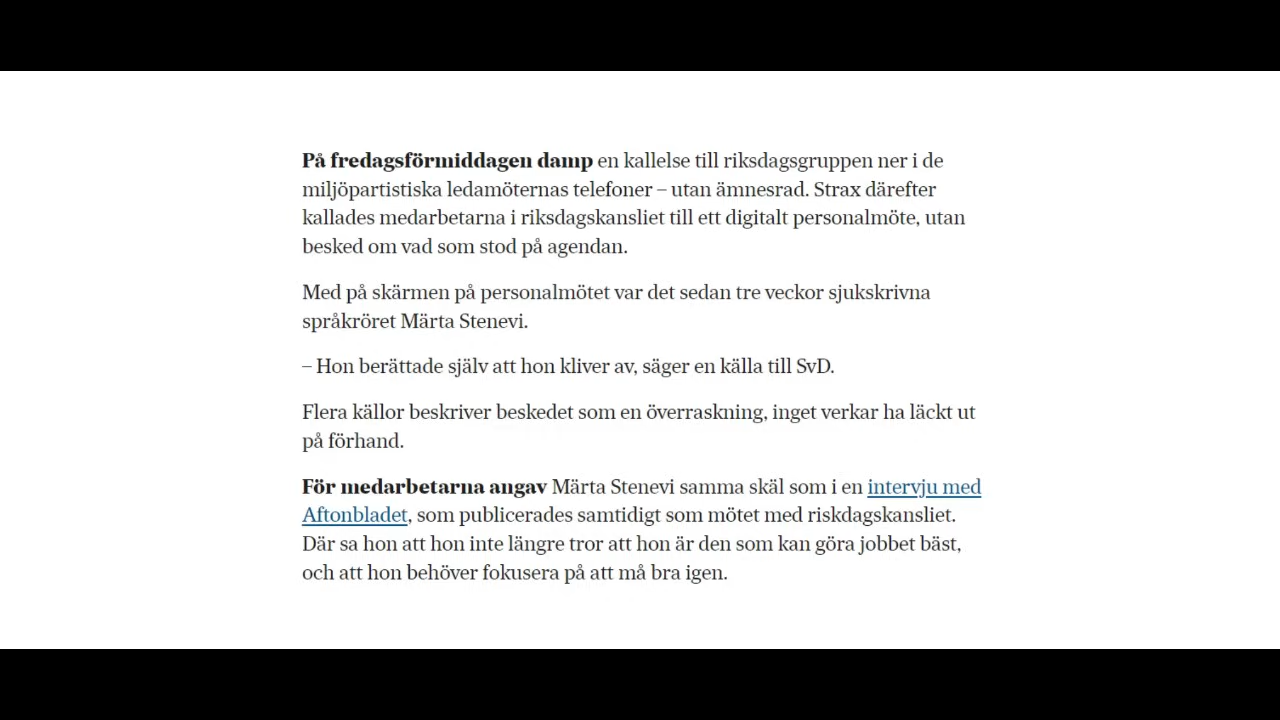 På fredagsförmiddagen damp en kallelse till riksdagsgruppen ner i de
miljöpartistiska ledamöternas telefoner – utan ämnesrad. Strax därefter
kallades medarbetarna i riksdagskansliet till ett digitalt personalmöte, utan
besked om vad som stod på agendan.
Med på skärmen på personalmötet var det sedan tre veckor sjukskrivna
språkröret Märta Stenevi.
– Hon berättade själv att hon kliver av, säger en källa till SvD.
Flera källor beskriver beskedet som en överraskning, inget verkar ha läckt ut
på förhand.
För medarbetarna angav Märta Stenevi samma skäl som i en intervju med
Aftonbladet, som publicerades samtidigt som mötet med riskdagskansliet.
Där sa hon att hon inte längre tror att hon är den som kan göra jobbet bäst,
och att hon behöver fokusera på att må bra igen.